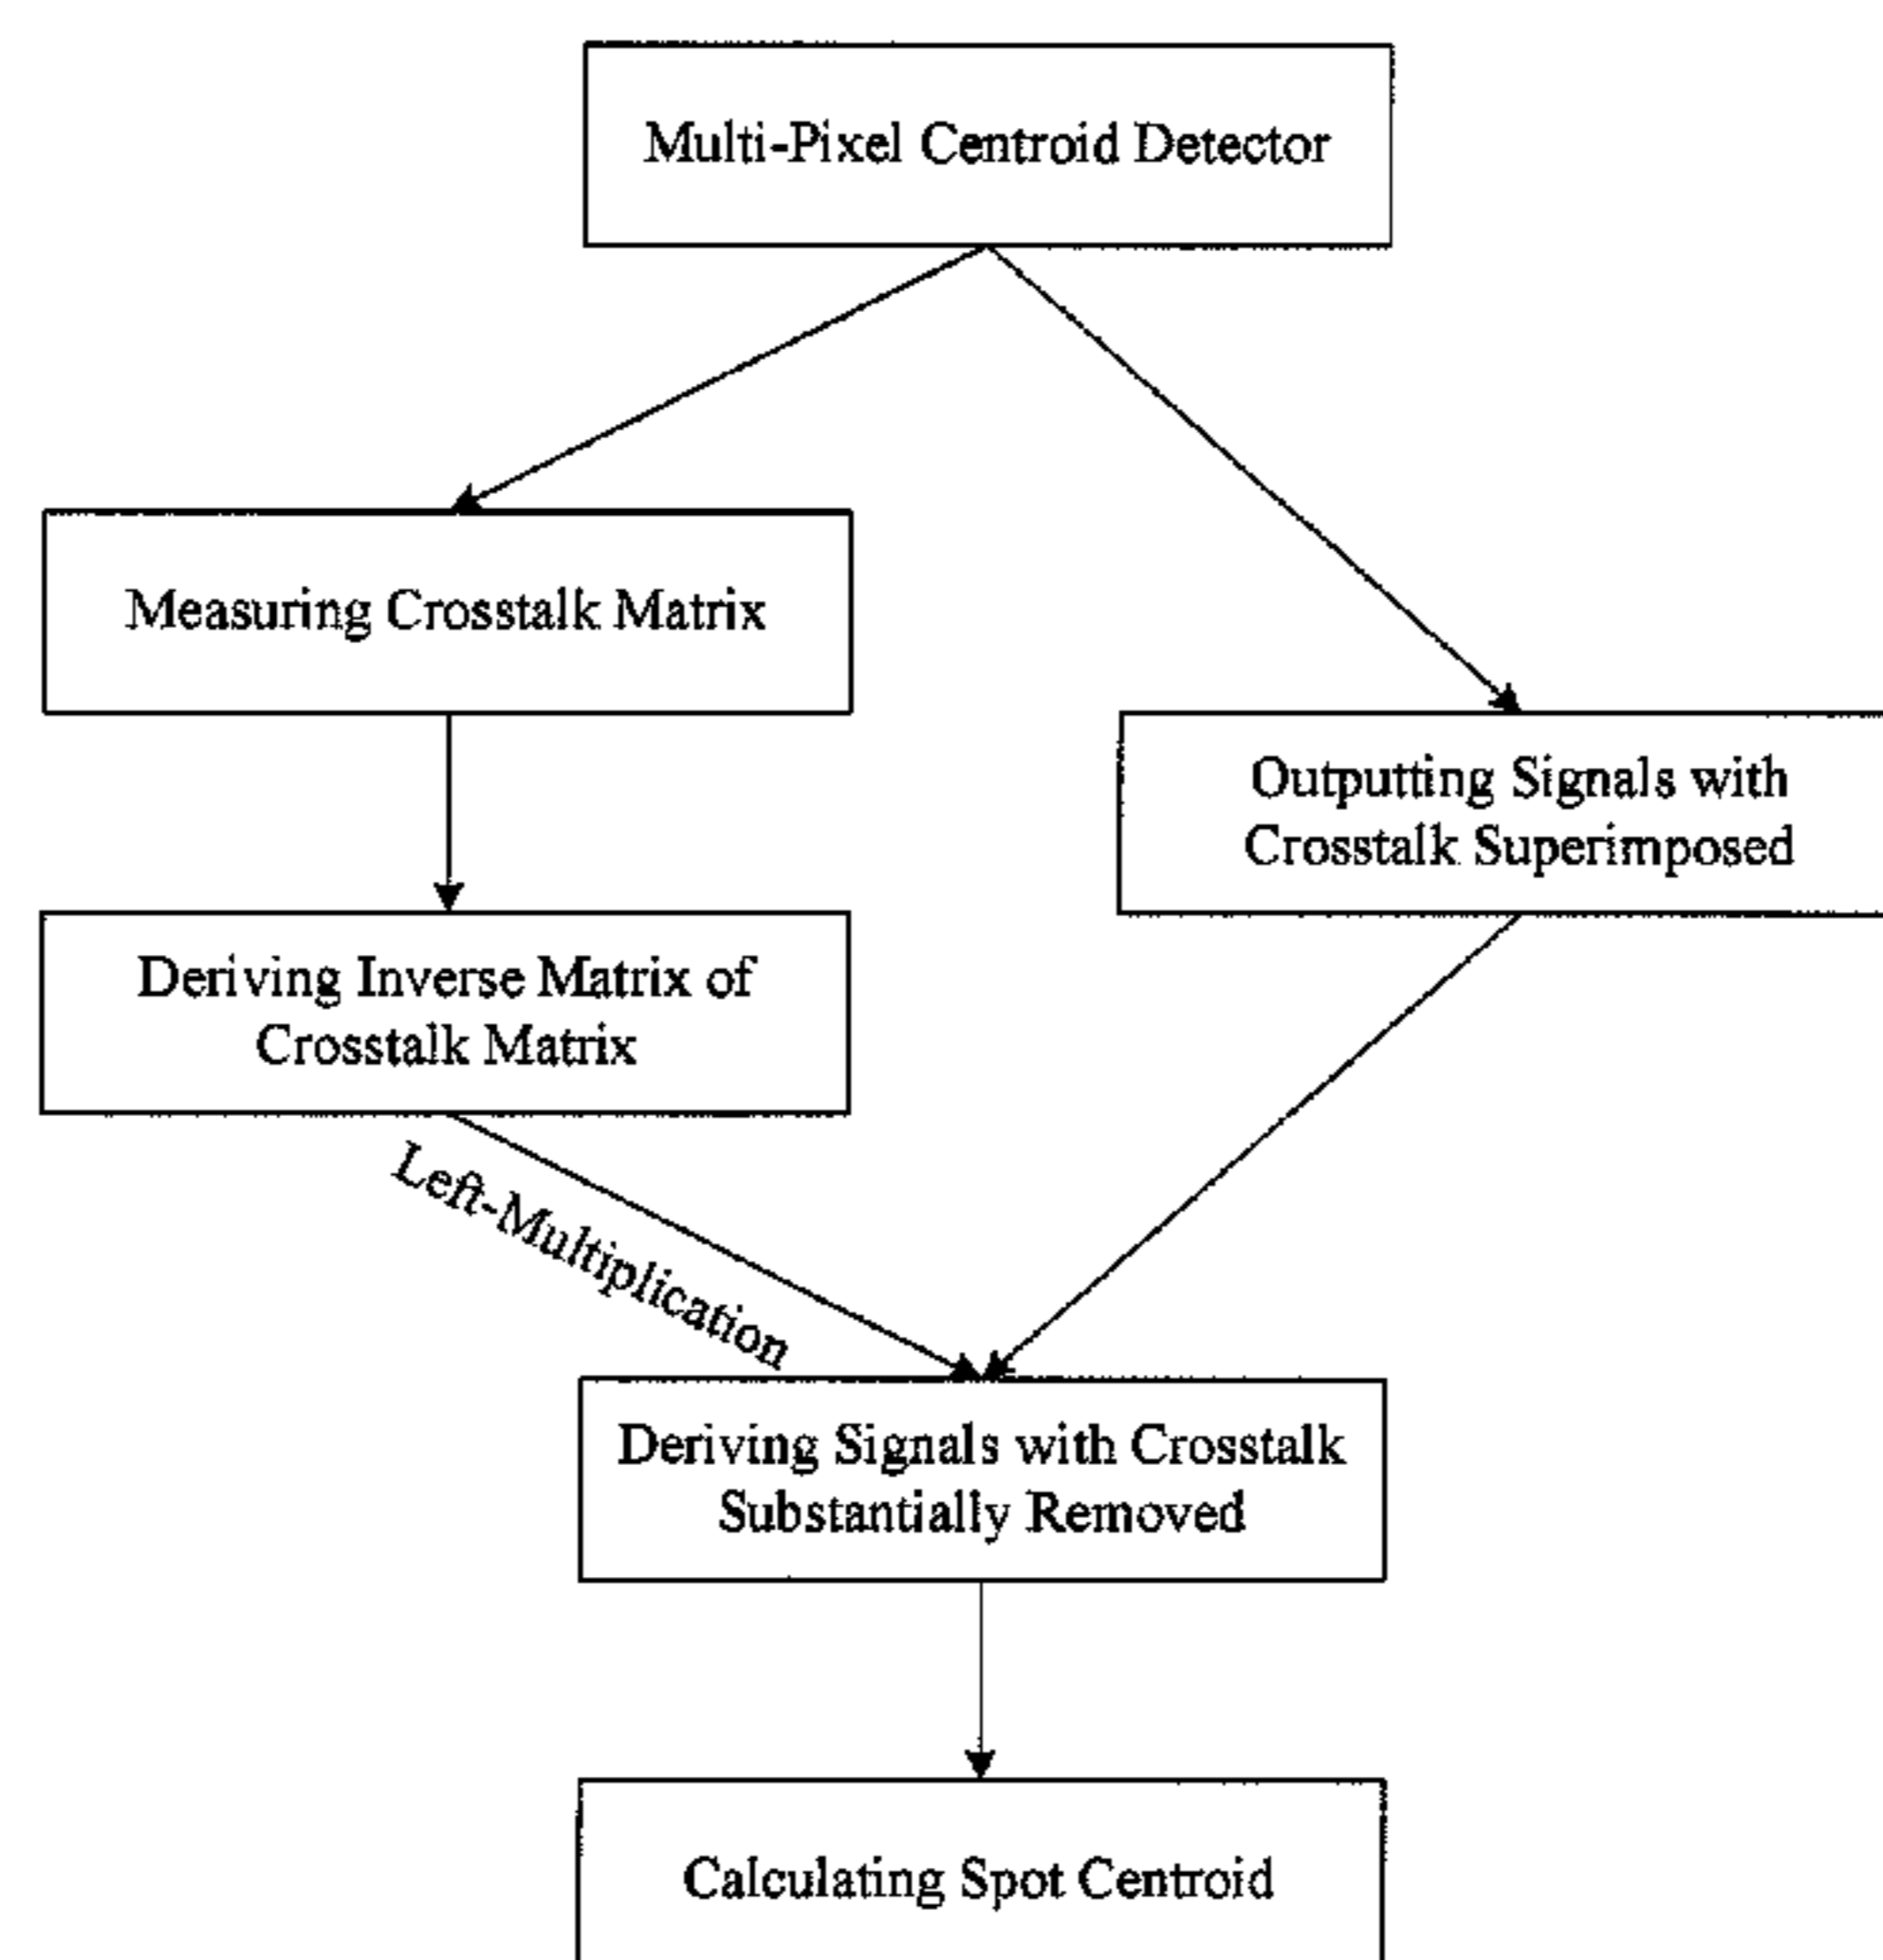 Multi-Pixel Centroid Detector
Measuring Crosstalk Matrix
Outputting Signals with
Crosstalk Superimposed
Deriving Inverse Matrix of
Crosstalk Matrix
Left-Multiplication
Deriving Signals with Crosstalk
Substantially Removed
Calculating Spot Centroid